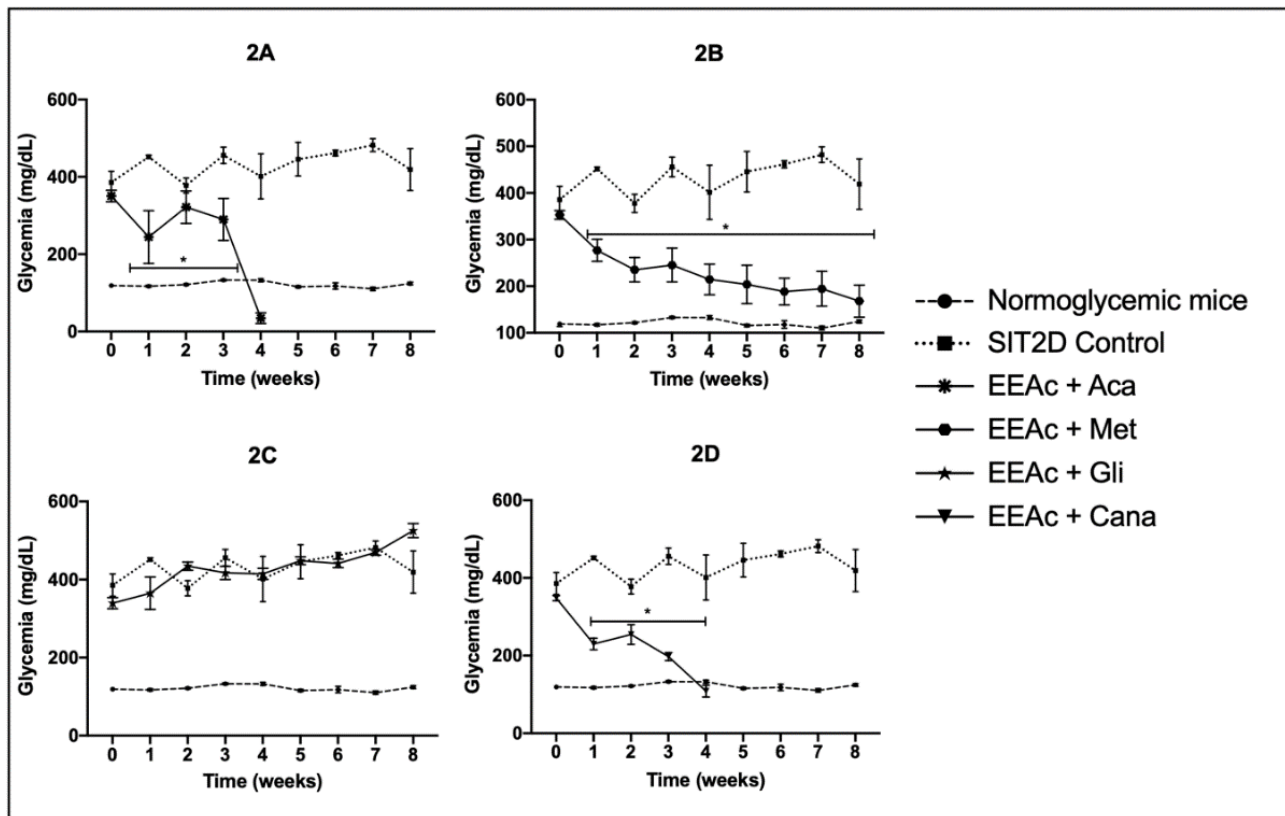 2A
600
400
200
0
Glycemia (mg/dL)
*
0 1 2 3 4 5 6 7 8
Time (weeks)
2B
600
500
400
300
200
100
Glycemia (mg/dL)
*
0 1 2 3 4 5 6 7 8
Time (weeks)
2C
600
400
200
0
Glycemia (mg/dL)
0 1 2 3 4 5 6 7 8
Time (weeks)
2D
600
400
200
0
Glycemia (mg/dL)
*
0 1 2 3 4 5 6 7 8
Time (weeks)
Normoglycemic mice
SIT2D Control
EEAc + Aca
EEAc + Met
EEAc + Gli
EEAc + Cana